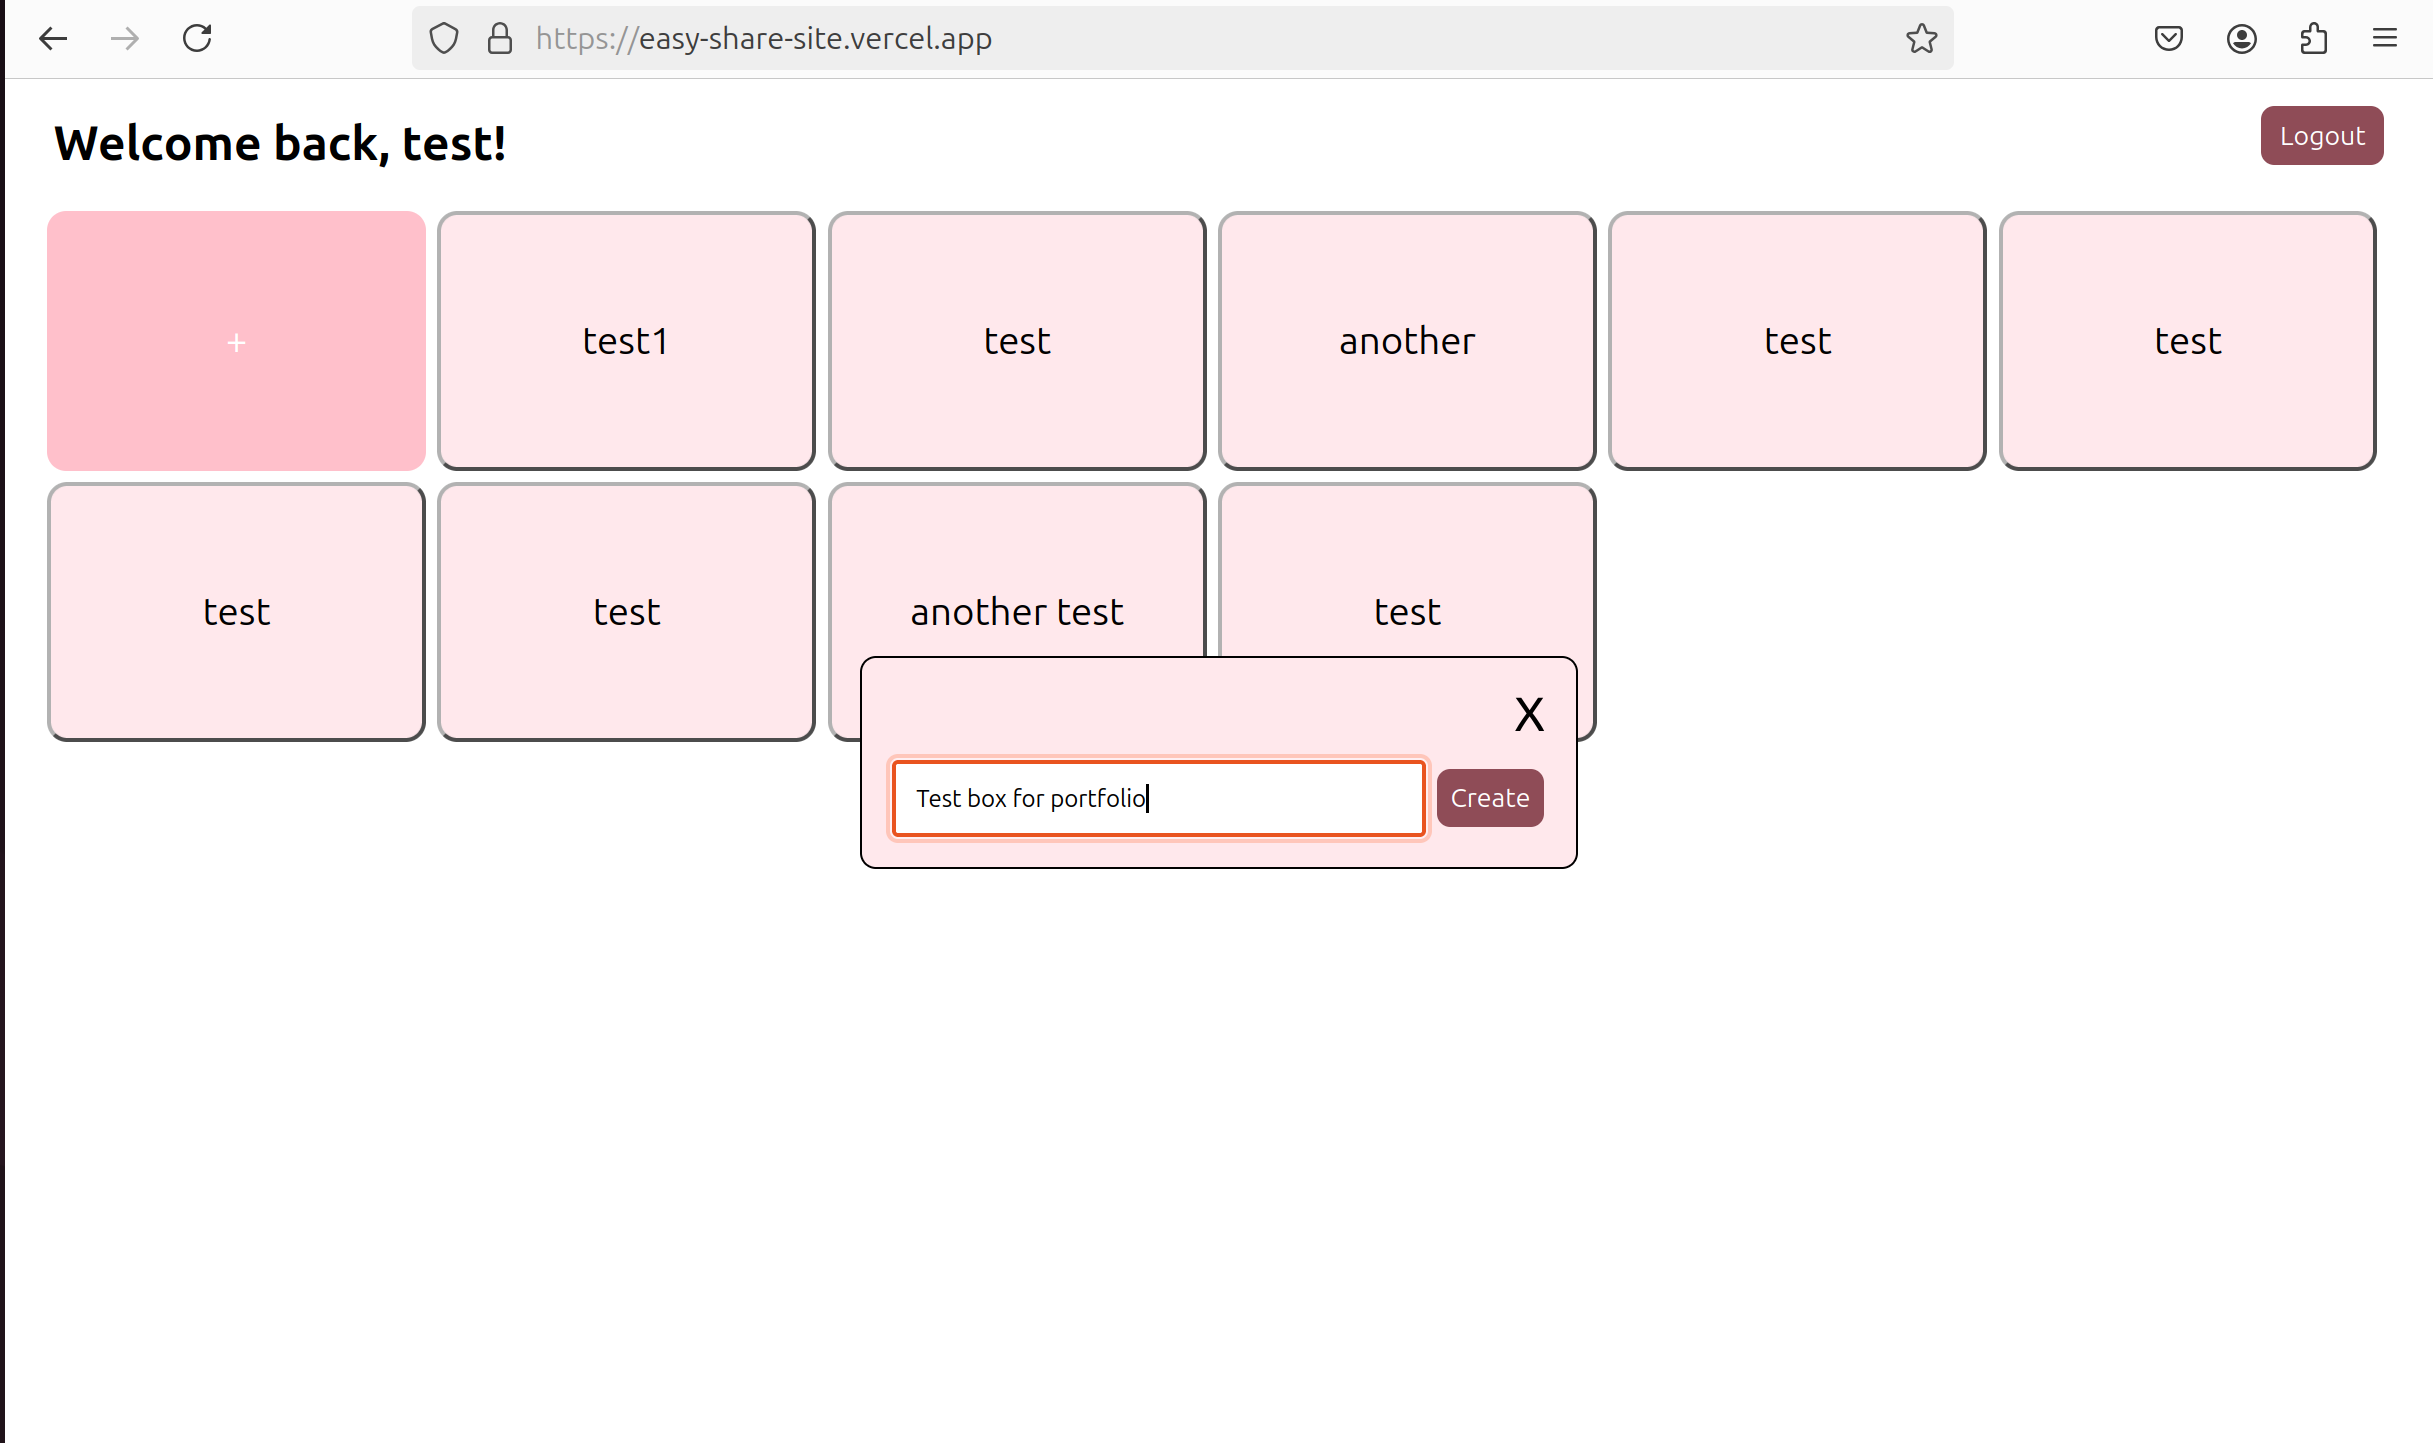 https://easy-share-site.vercel.app
Welcome back, test!
Logout
+
test1
test
another
test
test
test
test
another test
test
X
Test box for portfolio
Create